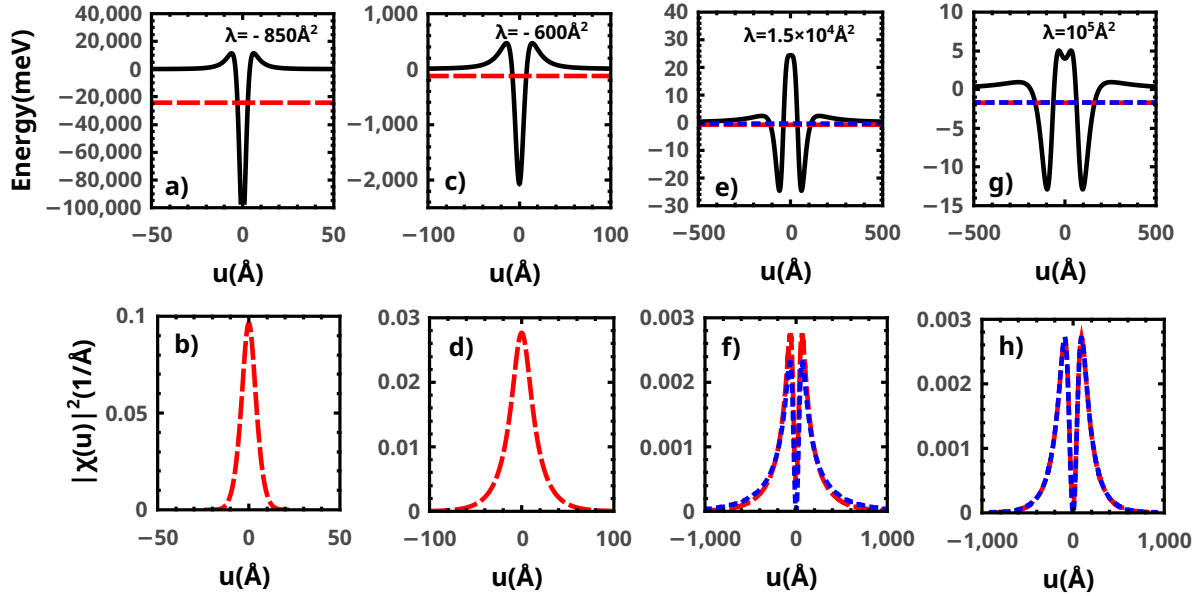 40,000
20,000
0
−20,000
−40,000
−60,000
−80,000
−100,000
Energy(meV)
λ= - 850Å²
a)
−50
0
50
u(Å)
1,000
0
−1,000
−2,000
λ= - 600Å²
c)
−100
0
100
u(Å)
40
30
20
10
0
−10
−20
−30
λ=1.5×10⁴Å²
e)
−500
0
500
u(Å)
10
5
0
−5
−10
−15
λ=10⁵Å²
g)
−500
0
500
u(Å)
0.1
0.05
0
|χ(u)|²(1/Å)
b)
−50
0
50
u(Å)
0.03
0.02
0.01
0
d)
−100
0
100
u(Å)
0.003
0.002
0.001
0
f)
−1,000
0
1,000
u(Å)
0.003
0.002
0.001
0
h)
−1,000
0
1,000
u(Å)